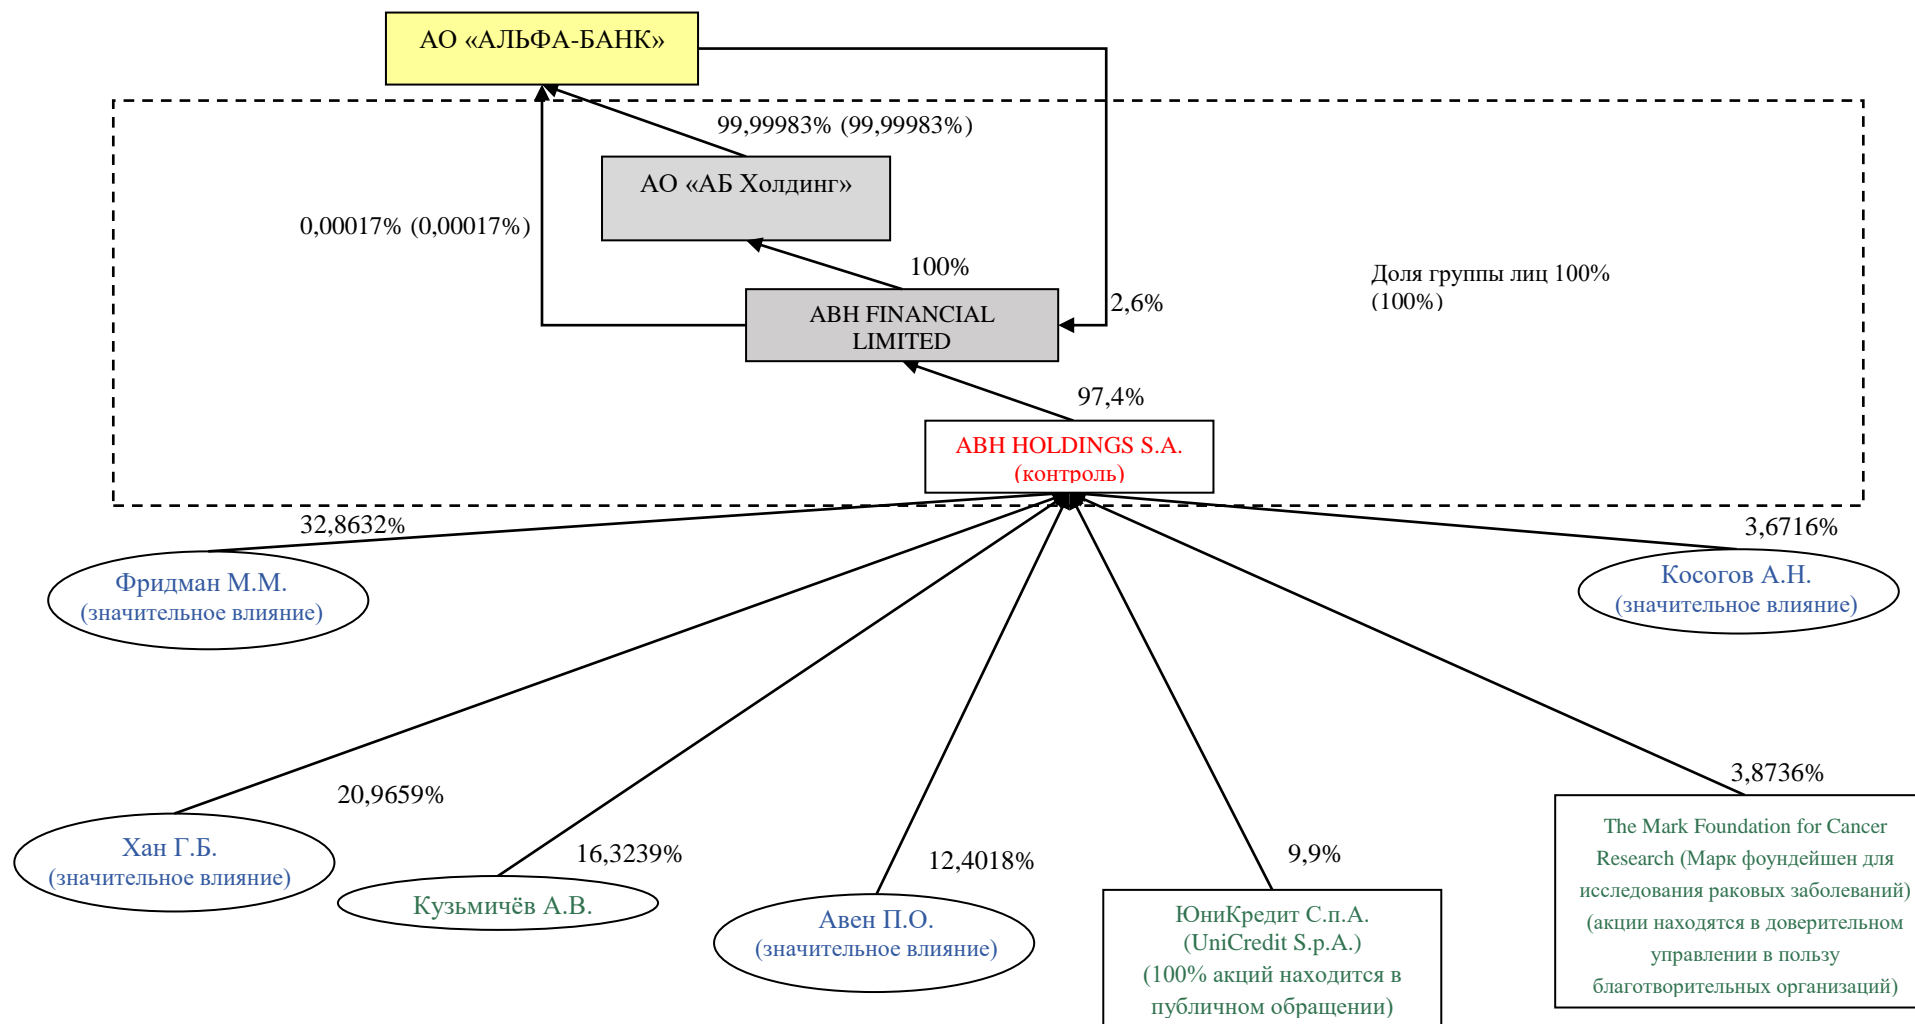 АО «АЛЬФА-БАНК»
99,99983% (99,99983%)
АО «АБ Холдинг»
0,00017% (0,00017%)
100%
Доля группы лиц 100%
(100%)
ABH FINANCIAL
LIMITED
2,6%
97,4%
ABH HOLDINGS S.A.
(контроль)
32,8632%
3,6716%
Фридман М.М.
(значительное влияние)
Косогов А.Н.
(значительное влияние)
20,9659%
3,8736%
Хан Г.Б.
(значительное влияние)
16,3239%
Кузьмичёв А.В.
12,4018%
Авен П.О.
(значительное влияние)
9,9%
ЮниКредит С.п.А.
(UniCredit S.p.A.)
(100% акций находится в
публичном обращении)
The Mark Foundation for Cancer
Research (Марк фоундейшен для
исследования раковых заболеваний)
(акции находятся в доверительном
управлении в пользу
благотворительных организаций)